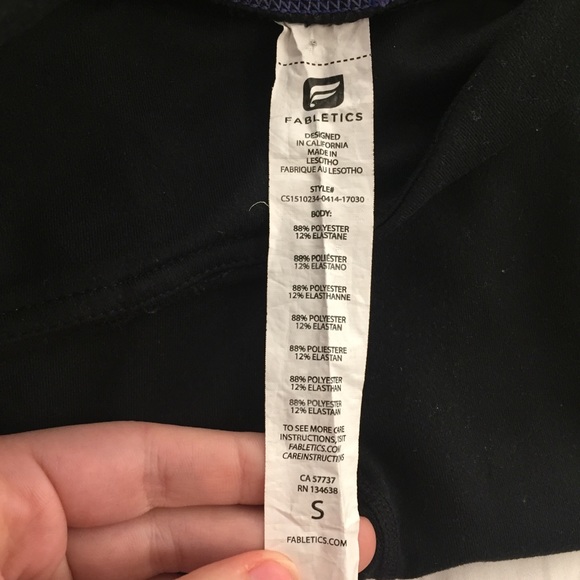 FABLETICS
DESIGNED
IN CALIFORNIA
MADE IN
LESOTHO
FABRIQUE AU LESOTHO
STYLE#
CS1510234-0414-17030
BODY:
88% POLYESTER
12% ELASTANE
88% POLIÉSTER
12% ELASTANO
88% POLYESTER
12% ELASTHANNE
88% POLYESTER
12% ELASTAN
88% POLIESTERE
12% ELASTAN
88% POLYESTER
12% ELASTHAN
88% POLYESTER
12% ELASTAAN
TO SEE MORE CARE
INSTRUCTIONS, VISIT
FABLETICS.COM/
CAREINSTRUCTIONS
CA 57737
RN 134638
S
FABLETICS.COM